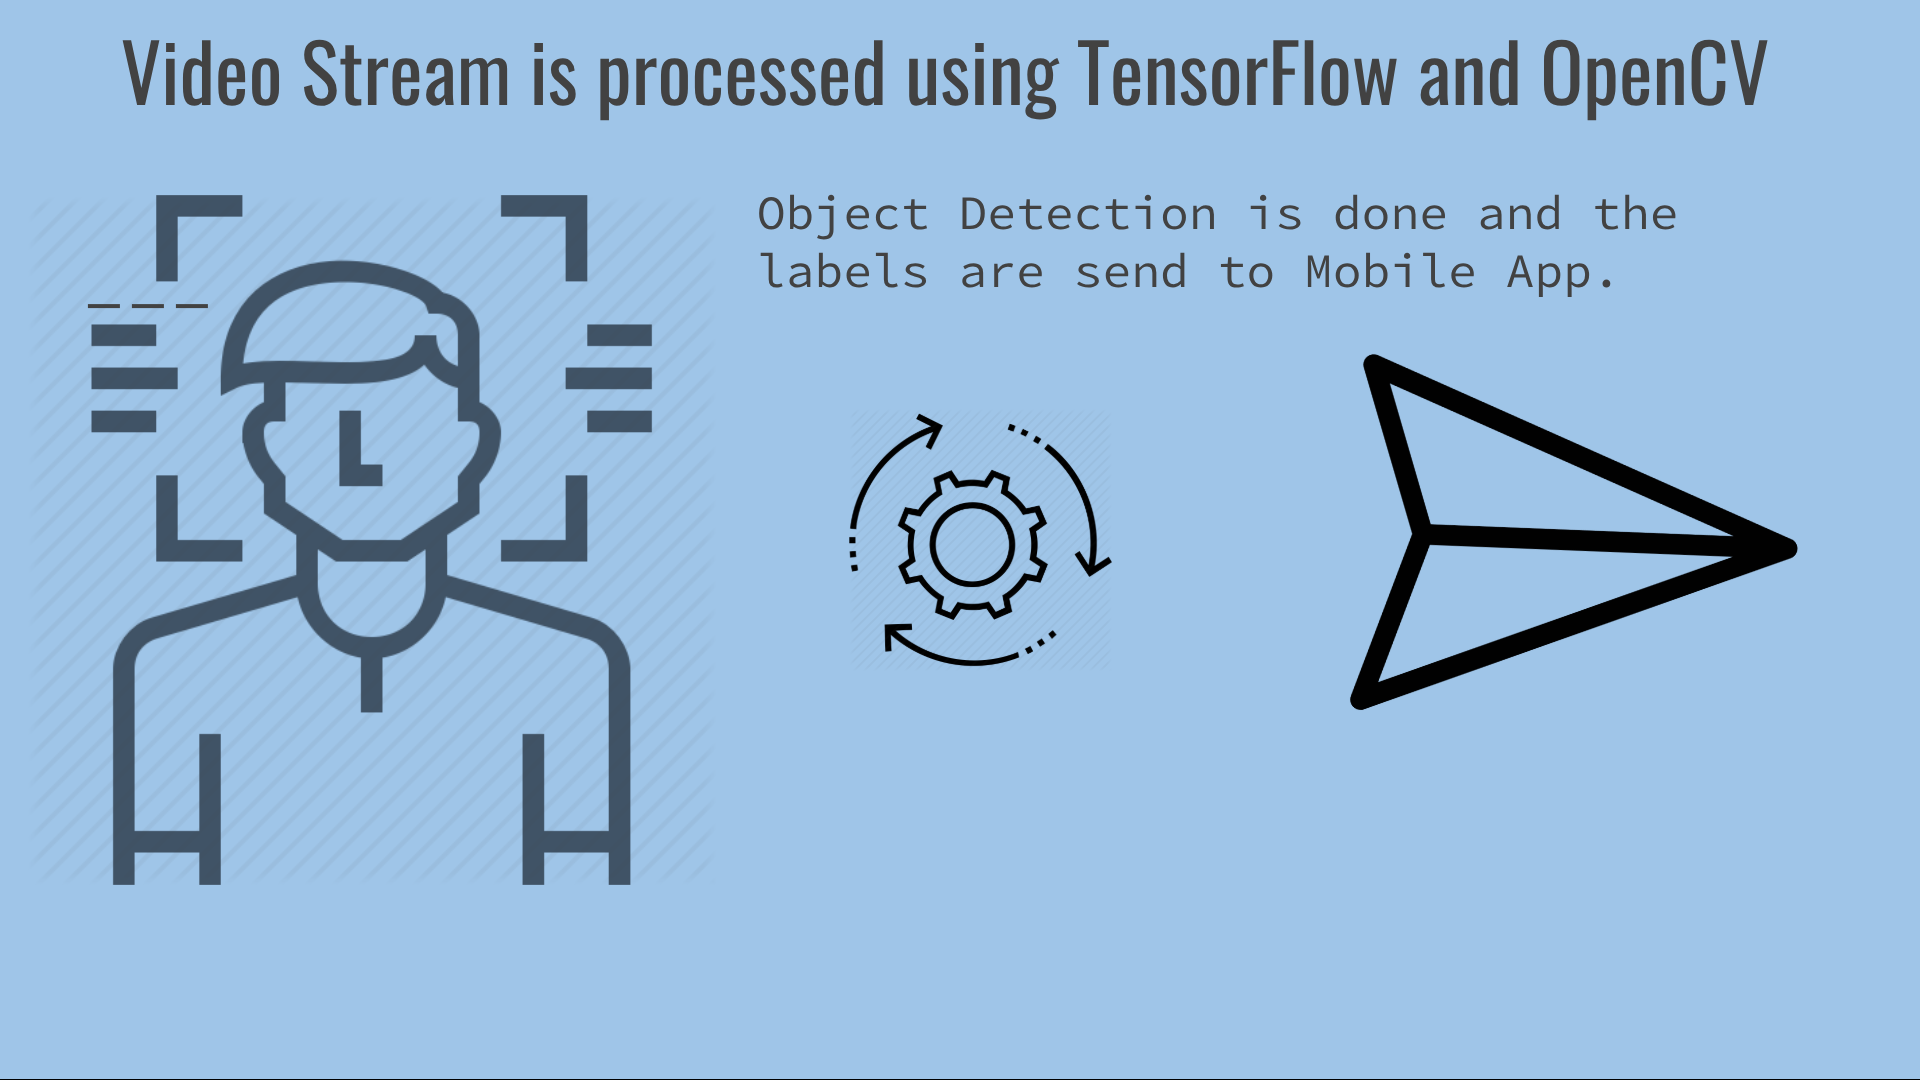 Video Stream is processed using TensorFlow and OpenCV
Object Detection is done and the
labels are send to Mobile App.